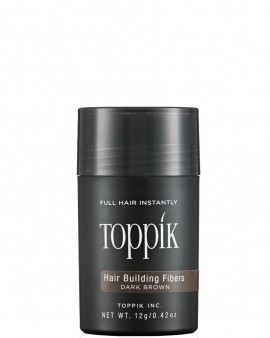 FULL HAIR INSTANTLY
Toppik
Hair Building Fibers
DARK BROWN
TOPPIK INC.
NET WT. 12g/0.42oz